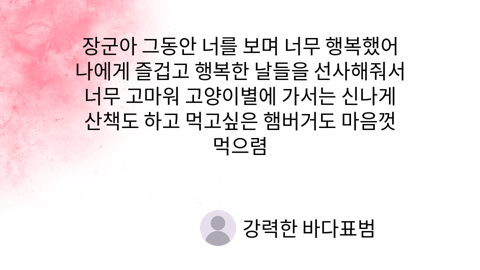 장군아 그동안 너를 보며 너무 행복했어
나에게 즐겁고 행복한 날들을 선사해줘서
너무 고마워 고양이별에 가서는 신나게
산책도 하고 먹고싶은 햄버거도 마음껏
먹으렴
강력한 바다표범